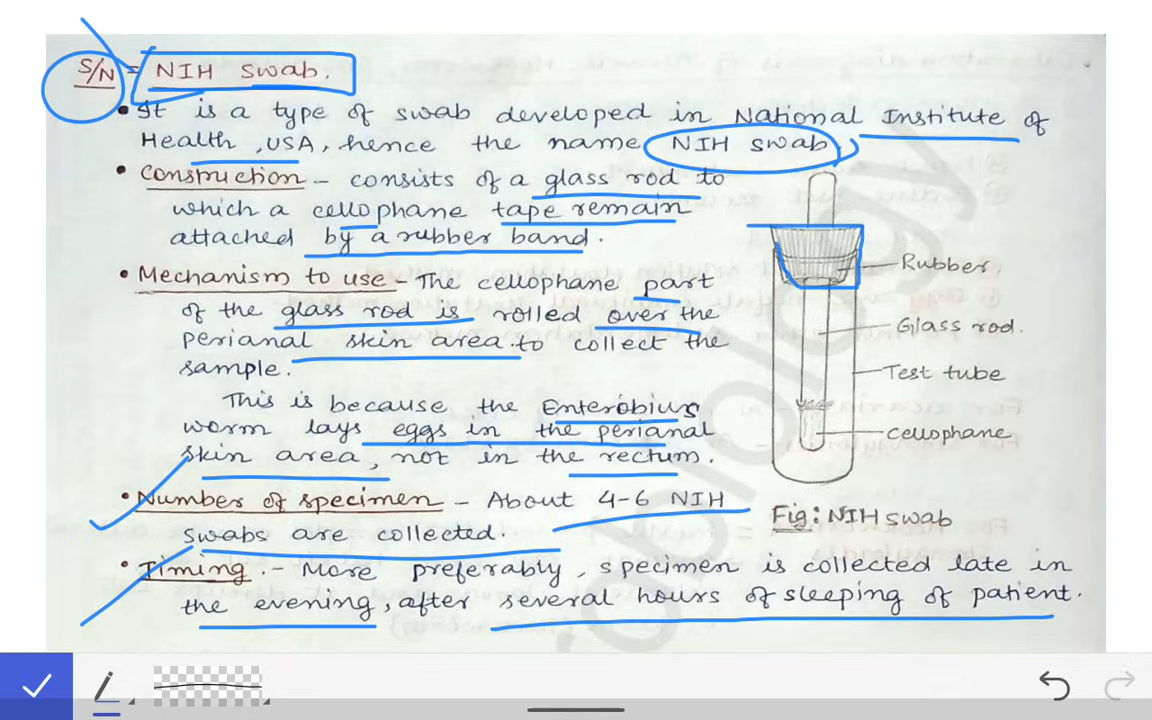 S/N = NIH swab.
• It is a type of swab developed in National Institute of
Health, USA, hence the name NIH swab.
• Construction - consists of a glass rod to
which a cellophane tape remain
attached by a rubber band.
• Mechanism to use - The cellophane part
of the glass rod is rolled over the
perianal skin area to collect the
sample.
This is because the Enterobius
worm lays eggs in the perianal
skin area, not in the rectum.
• Number of specimen - About 4-6 NIH
swabs are collected.
• Timing. - More preferably, specimen is collected late in
the evening, after several hours of sleeping of patient.
Rubber
Glass rod.
Test tube
cellophane
Fig: NIH swab